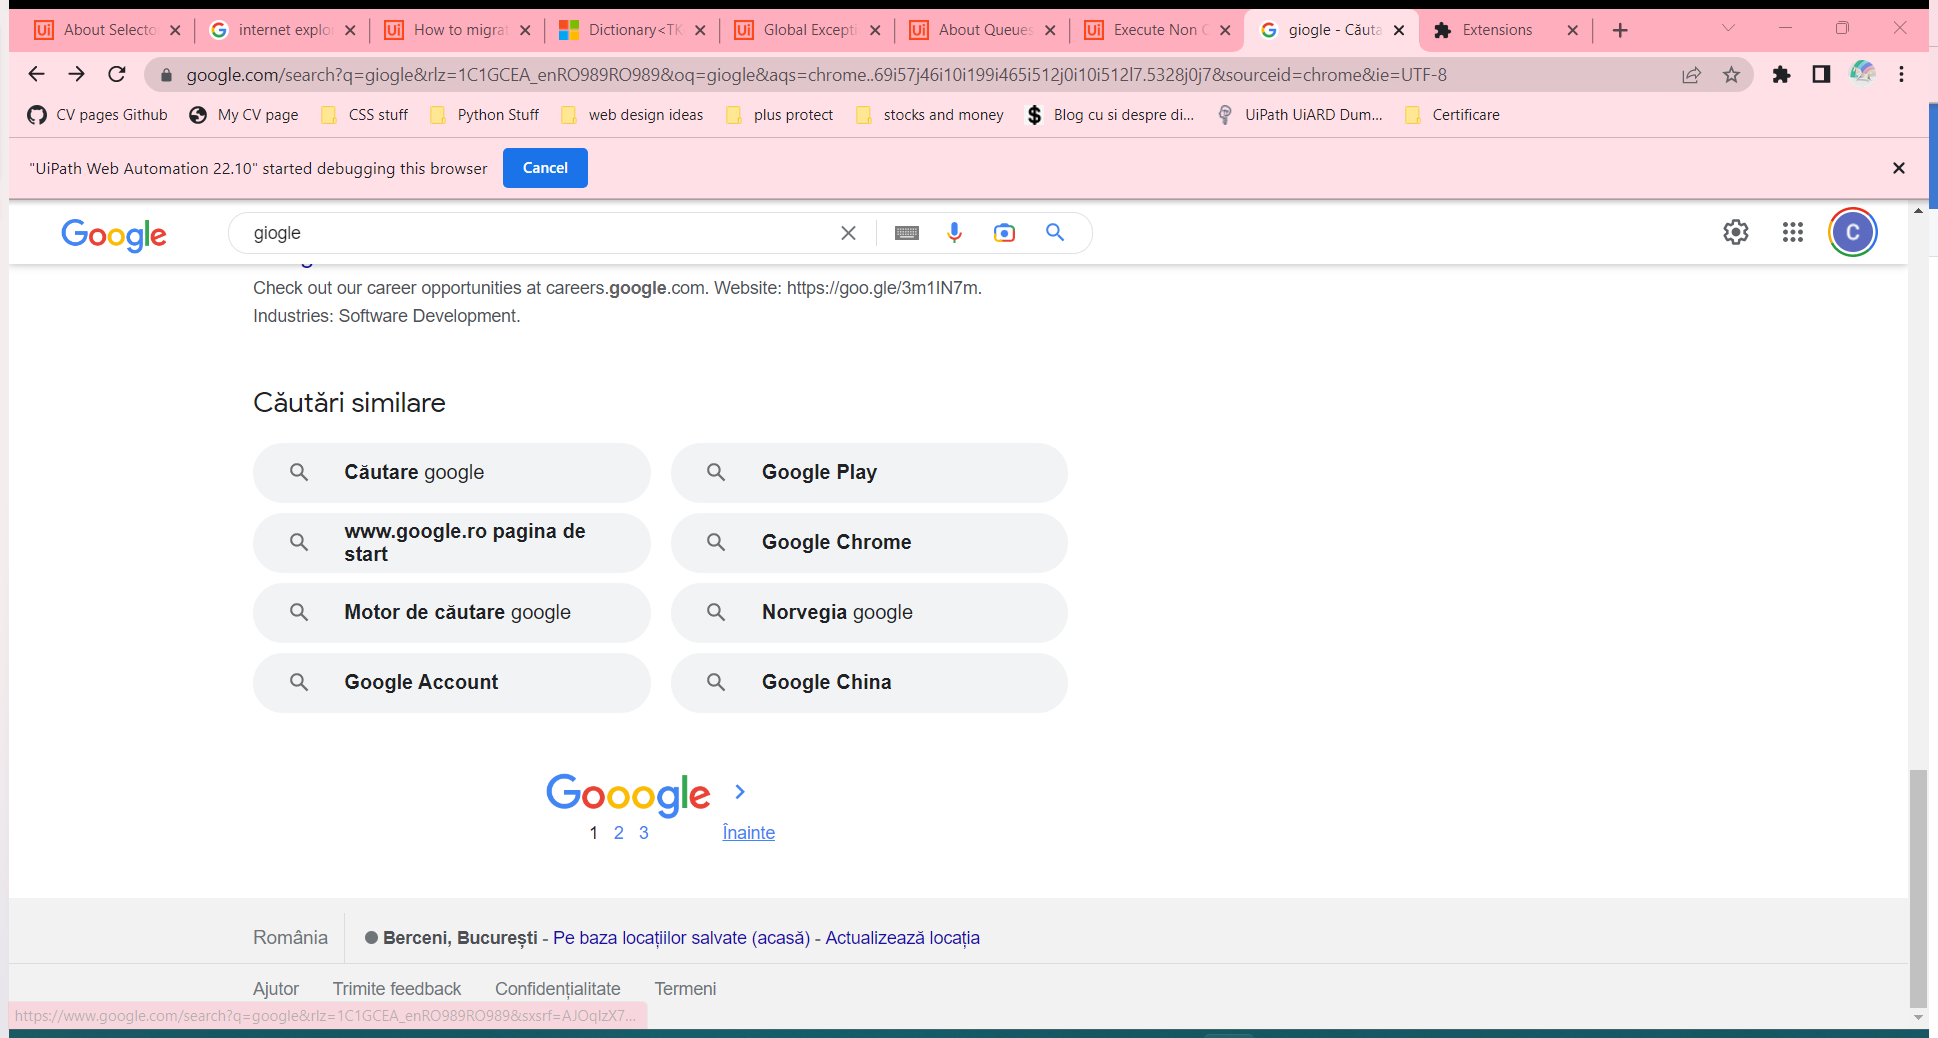 About Selecto
internet explo
How to migrat
Dictionary<TK
Global Excepti
About Queues
Execute Non
giogle - Căuta
Extensions
google.com/search?q=giogle&rlz=1C1GCEA_enRO989RO989&oq=giogle&aqs=chrome..69i57j46i10i199i465i512j0i10i512l7.5328j0j7&sourceid=chrome&ie=UTF-8
CV pages Github
My CV page
CSS stuff
Python Stuff
web design ideas
plus protect
stocks and money
Blog cu si despre di...
UiPath UiARD Dum...
Certificare
"UiPath Web Automation 22.10" started debugging this browser
Cancel
Google
giogle
C
Check out our career opportunities at careers.google.com. Website: https://goo.gle/3m1IN7m.
Industries: Software Development.
Căutări similare
Căutare google
Google Play
www.google.ro pagina de
start
Google Chrome
Motor de căutare google
Norvegia google
Google Account
Google China
Gooogle
1 2 3 Înainte
România
Berceni, București - Pe baza locațiilor salvate (acasă) - Actualizează locația
Ajutor Trimite feedback Confidențialitate Termeni
https://www.google.com/search?q=google&rlz=1C1GCEA_enRO989RO989&sxsrf=AJOqlzX7...